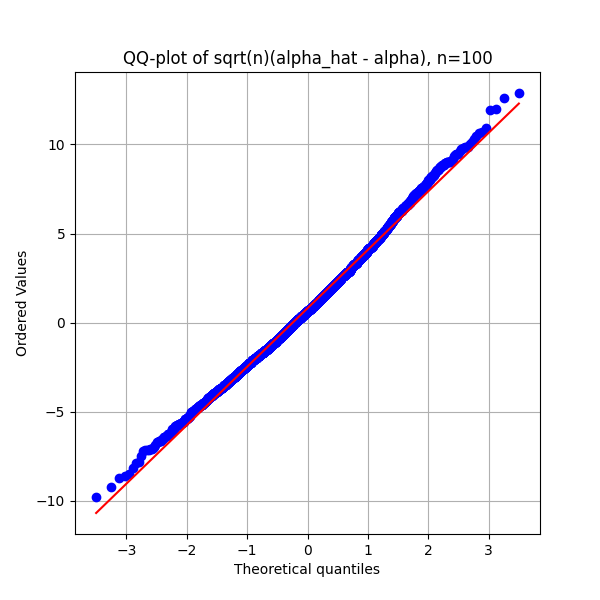 QQ-plot of sqrt(n)(alpha_hat - alpha), n=100
Ordered Values
10
5
0
−5
−10
−3 −2 −1 0 1 2 3
Theoretical quantiles